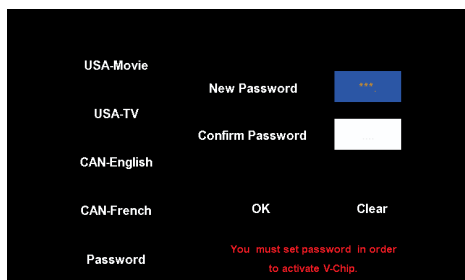 USA-Movie
New Password
***.
USA-TV
Confirm Password
CAN-English
CAN-French
OK
Clear
Password
You must set password in order
to activate V-Chip.